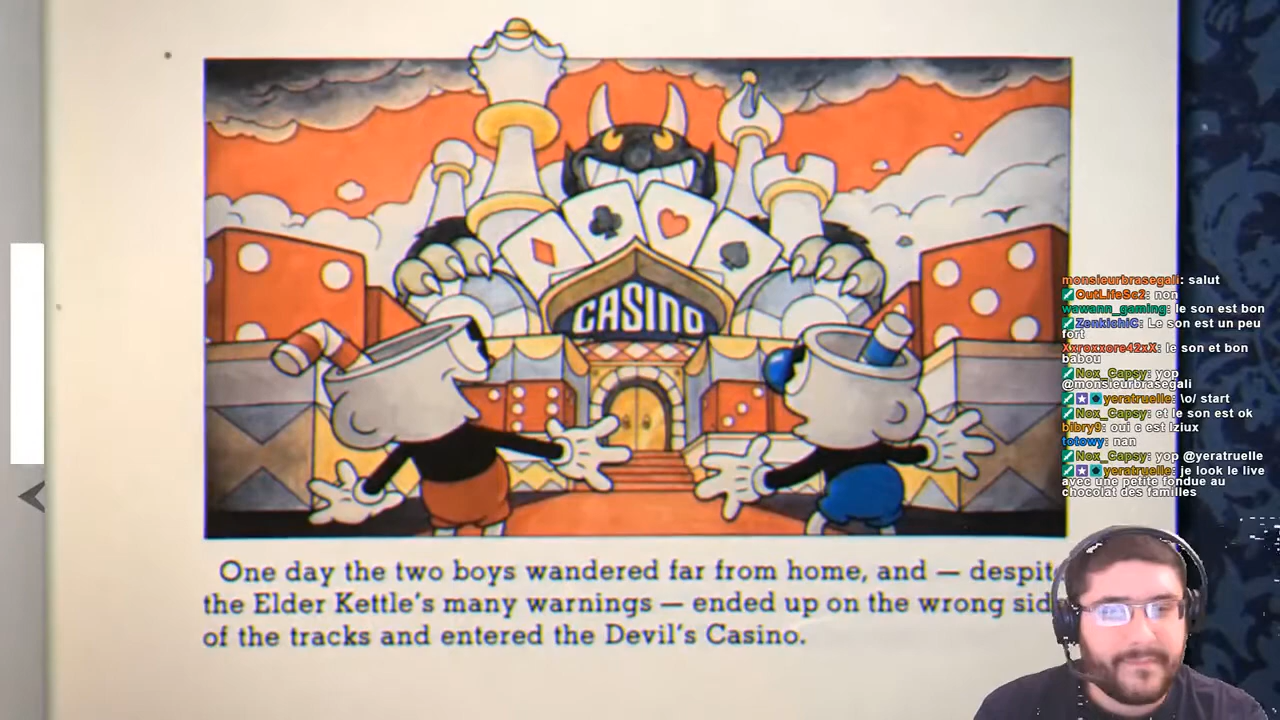 CASINO
One day the two boys wandered far from home, and — despit
the Elder Kettle's many warnings — ended up on the wrong sid
of the tracks and entered the Devil's Casino.
monsieurbrasegali: salut
OutLifeSc2: non
wawann_gaming: le son est bon
ZenkichiC: Le son est un peu
fort
Xxroxxore42xX: le son et bon
babou
Nox_Capsy: yop
@monsieurbrasegali
yeratruelle: \o/ start
Nox_Capsy: et le son est ok
bibry9: oui c est lziux
totowy: nan
Nox_Capsy: yop @yeratruelle
yeratruelle: je look le live
avec une petite fondue au
chocolat des familles